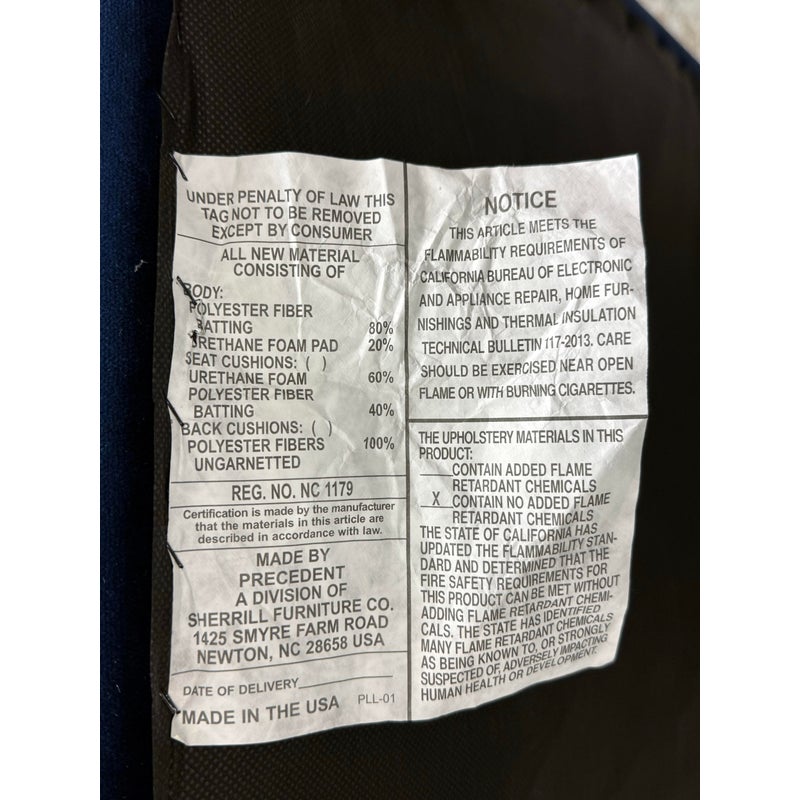 UNDER PENALTY OF LAW THIS
TAG NOT TO BE REMOVED
EXCEPT BY CONSUMER
ALL NEW MATERIAL
CONSISTING OF
BODY:
POLYESTER FIBER
BATTING 80%
URETHANE FOAM PAD 20%
SEAT CUSHIONS: ( )
URETHANE FOAM 60%
POLYESTER FIBER
BATTING 40%
BACK CUSHIONS: ( )
POLYESTER FIBERS 100%
UNGARNETTED
REG. NO. NC 1179
Certification is made by the manufacturer
that the materials in this article are
described in accordance with law.
MADE BY
PRECEDENT
A DIVISION OF
SHERRILL FURNITURE CO.
1425 SMYRE FARM ROAD
NEWTON, NC 28658 USA
DATE OF DELIVERY
MADE IN THE USA PLL-01
NOTICE
THIS ARTICLE MEETS THE
FLAMMABILITY REQUIREMENTS OF
CALIFORNIA BUREAU OF ELECTRONIC
AND APPLIANCE REPAIR, HOME FUR-
NISHINGS AND THERMAL INSULATION
TECHNICAL BULLETIN 117-2013. CARE
SHOULD BE EXERCISED NEAR OPEN
FLAME OR WITH BURNING CIGARETTES.
THE UPHOLSTERY MATERIALS IN THIS
PRODUCT:
CONTAIN ADDED FLAME
RETARDANT CHEMICALS
X CONTAIN NO ADDED FLAME
RETARDANT CHEMICALS
THE STATE OF CALIFORNIA HAS
UPDATED THE FLAMMABILITY STAN-
DARD AND DETERMINED THAT THE
FIRE SAFETY REQUIREMENTS FOR
THIS PRODUCT CAN BE MET WITHOUT
ADDING FLAME RETARDANT CHEMI-
CALS. THE STATE HAS IDENTIFIED
MANY FLAME RETARDANT CHEMICALS
AS BEING KNOWN TO, OR STRONGLY
SUSPECTED OF, ADVERSELY IMPACTING
HUMAN HEALTH OR DEVELOPMENT.